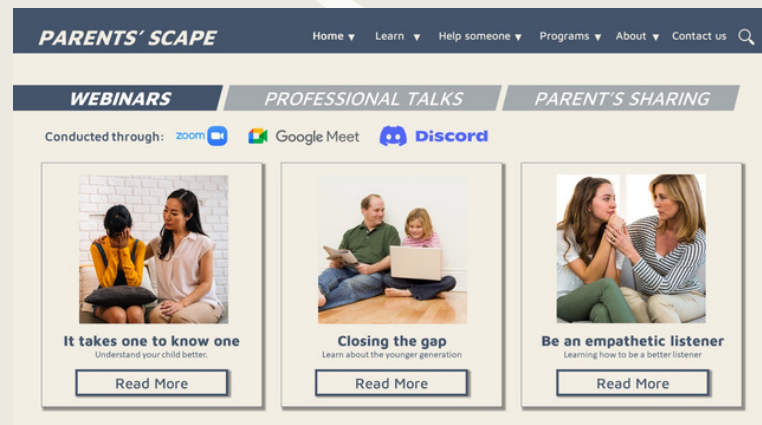 PARENTS' SCAPE
Home ▾ Learn ▾ Help someone ▾ Programs ▾ About ▾ Contact us
WEBINARS PROFESSIONAL TALKS PARENT'S SHARING
Conducted through: zoom Google Meet Discord
It takes one to know one
Understand your child better.
Read More
Closing the gap
Learn about the younger generation
Read More
Be an empathetic listener
Learning how to be a better listener
Read More